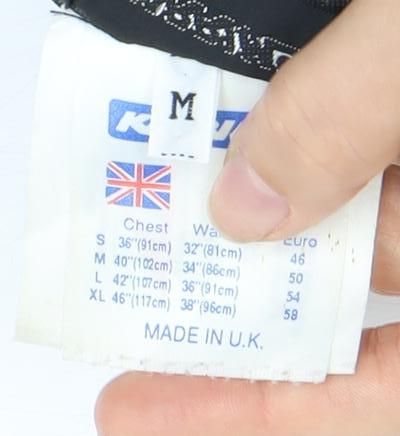 M
Chest Euro
S 36"(91cm) 32"(81cm) 46
M 40"(102cm) 34"(86cm) 50
L 42"(107cm) 36"(91cm) 54
XL 46"(117cm) 38"(96cm) 58
MADE IN U.K.